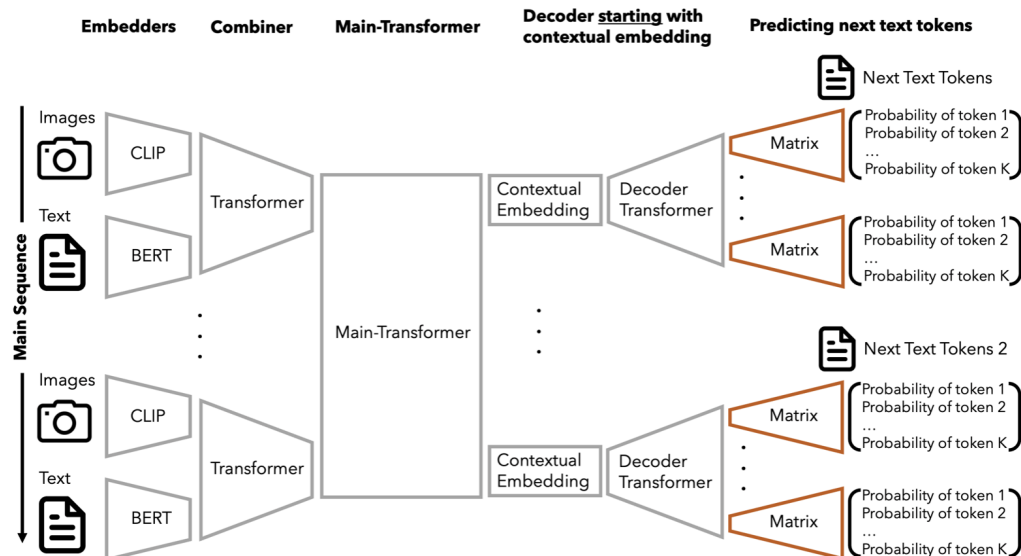 Embedders
Combiner
Main-Transformer
Decoder starting with
contextual embedding
Predicting next text tokens
Next Text Tokens
Main Sequence
Images
CLIP
Text
BERT
Transformer
Main-Transformer
Contextual
Embedding
Decoder
Transformer
Matrix
Probability of token 1
Probability of token 2
...
Probability of token K
Matrix
Probability of token 1
Probability of token 2
...
Probability of token K
Next Text Tokens 2
Images
CLIP
Text
BERT
Transformer
Contextual
Embedding
Decoder
Transformer
Matrix
Probability of token 1
Probability of token 2
...
Probability of token K
Matrix
Probability of token 1
Probability of token 2
...
Probability of token K